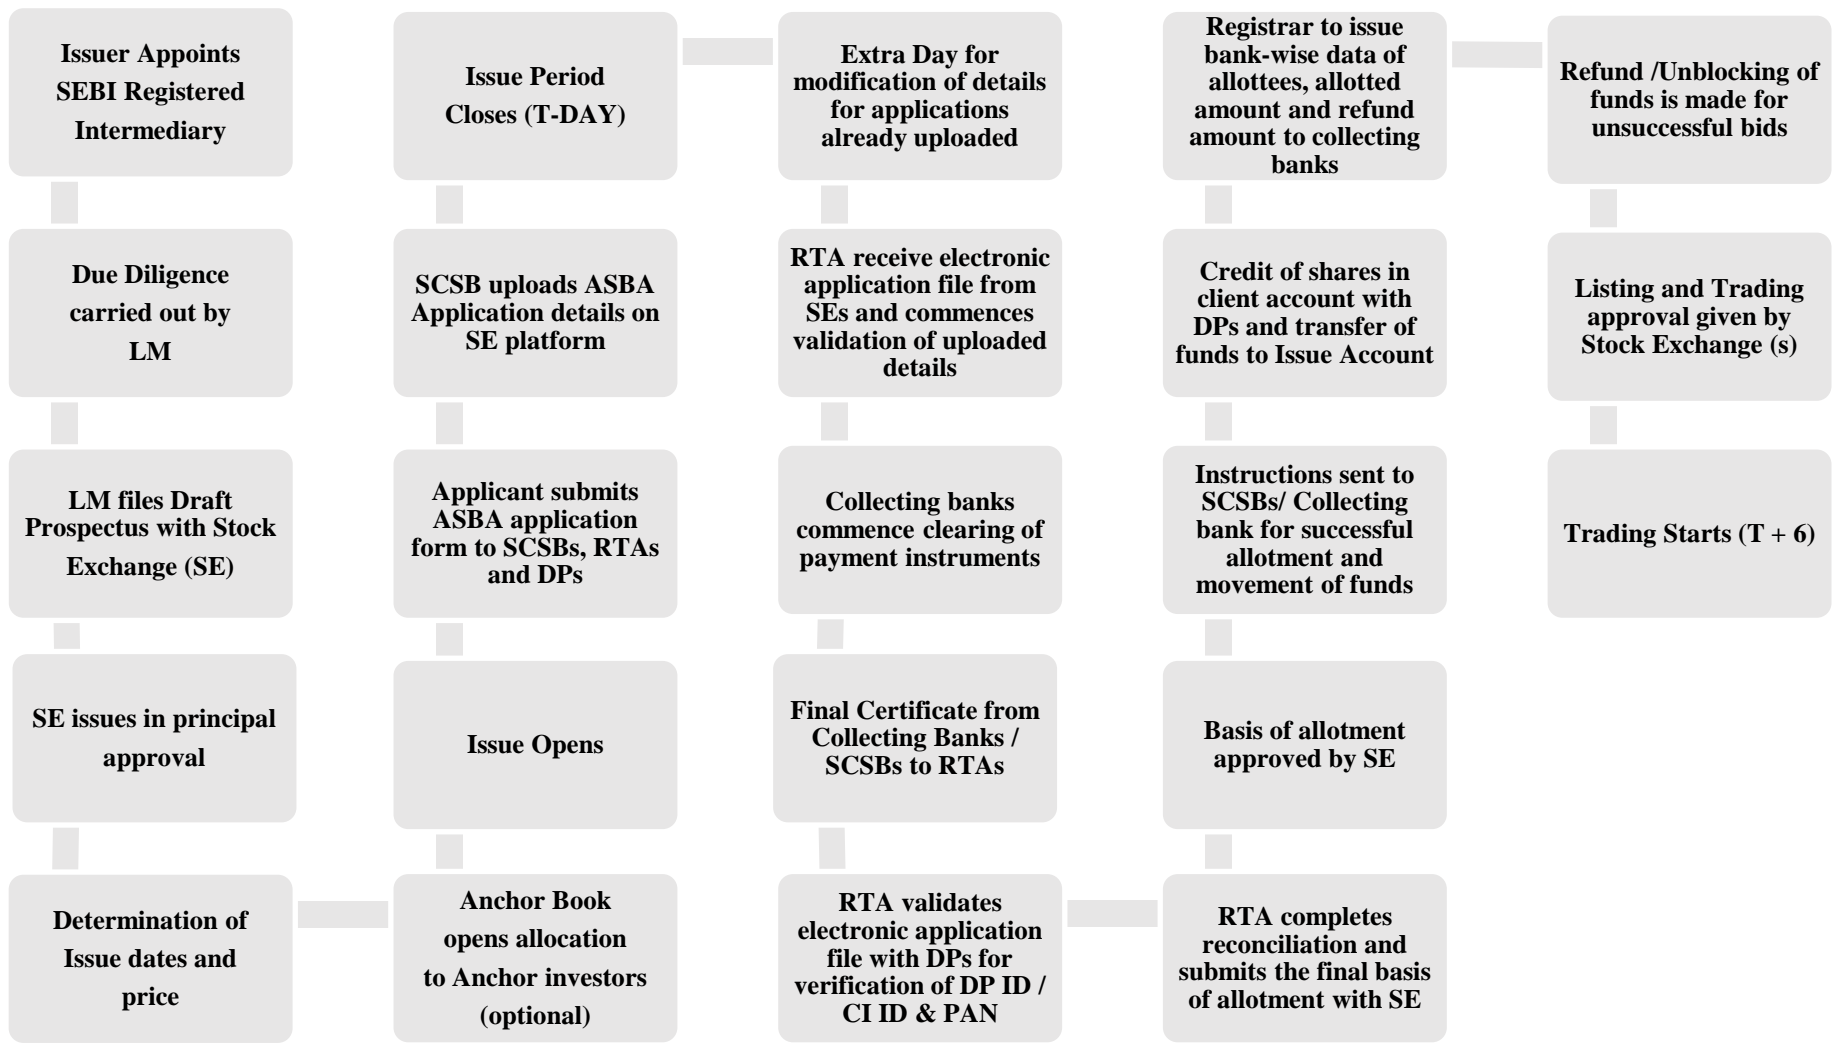 Issuer Appoints
SEBI Registered
Intermediary
Due Diligence
carried out by
LM
LM files Draft
Prospectus with Stock
Exchange (SE)
SE issues in principal
approval
Determination of
Issue dates and
price
Anchor Book
opens allocation
to Anchor investors
(optional)
Issue Opens
Applicant submits
ASBA application
form to SCSBs, RTAs
and DPs
SCSB uploads ASBA
Application details on
SE platform
Issue Period
Closes (T-DAY)
Extra Day for
modification of details
for applications
already uploaded
RTA receive electronic
application file from
SEs and commences
validation of uploaded
details
Collecting banks
commence clearing of
payment instruments
Final Certificate from
Collecting Banks /
SCSBs to RTAs
RTA validates
electronic application
file with DPs for
verification of DP ID /
CI ID & PAN
RTA completes
reconciliation and
submits the final basis
of allotment with SE
Basis of allotment
approved by SE
Instructions sent to
SCSBs/ Collecting
bank for successful
allotment and
movement of funds
Credit of shares in
client account with
DPs and transfer of
funds to Issue Account
Registrar to issue
bank-wise data of
allottees, allotted
amount and refund
amount to collecting
banks
Refund /Unblocking of
funds is made for
unsuccessful bids
Listing and Trading
approval given by
Stock Exchange (s)
Trading Starts (T + 6)